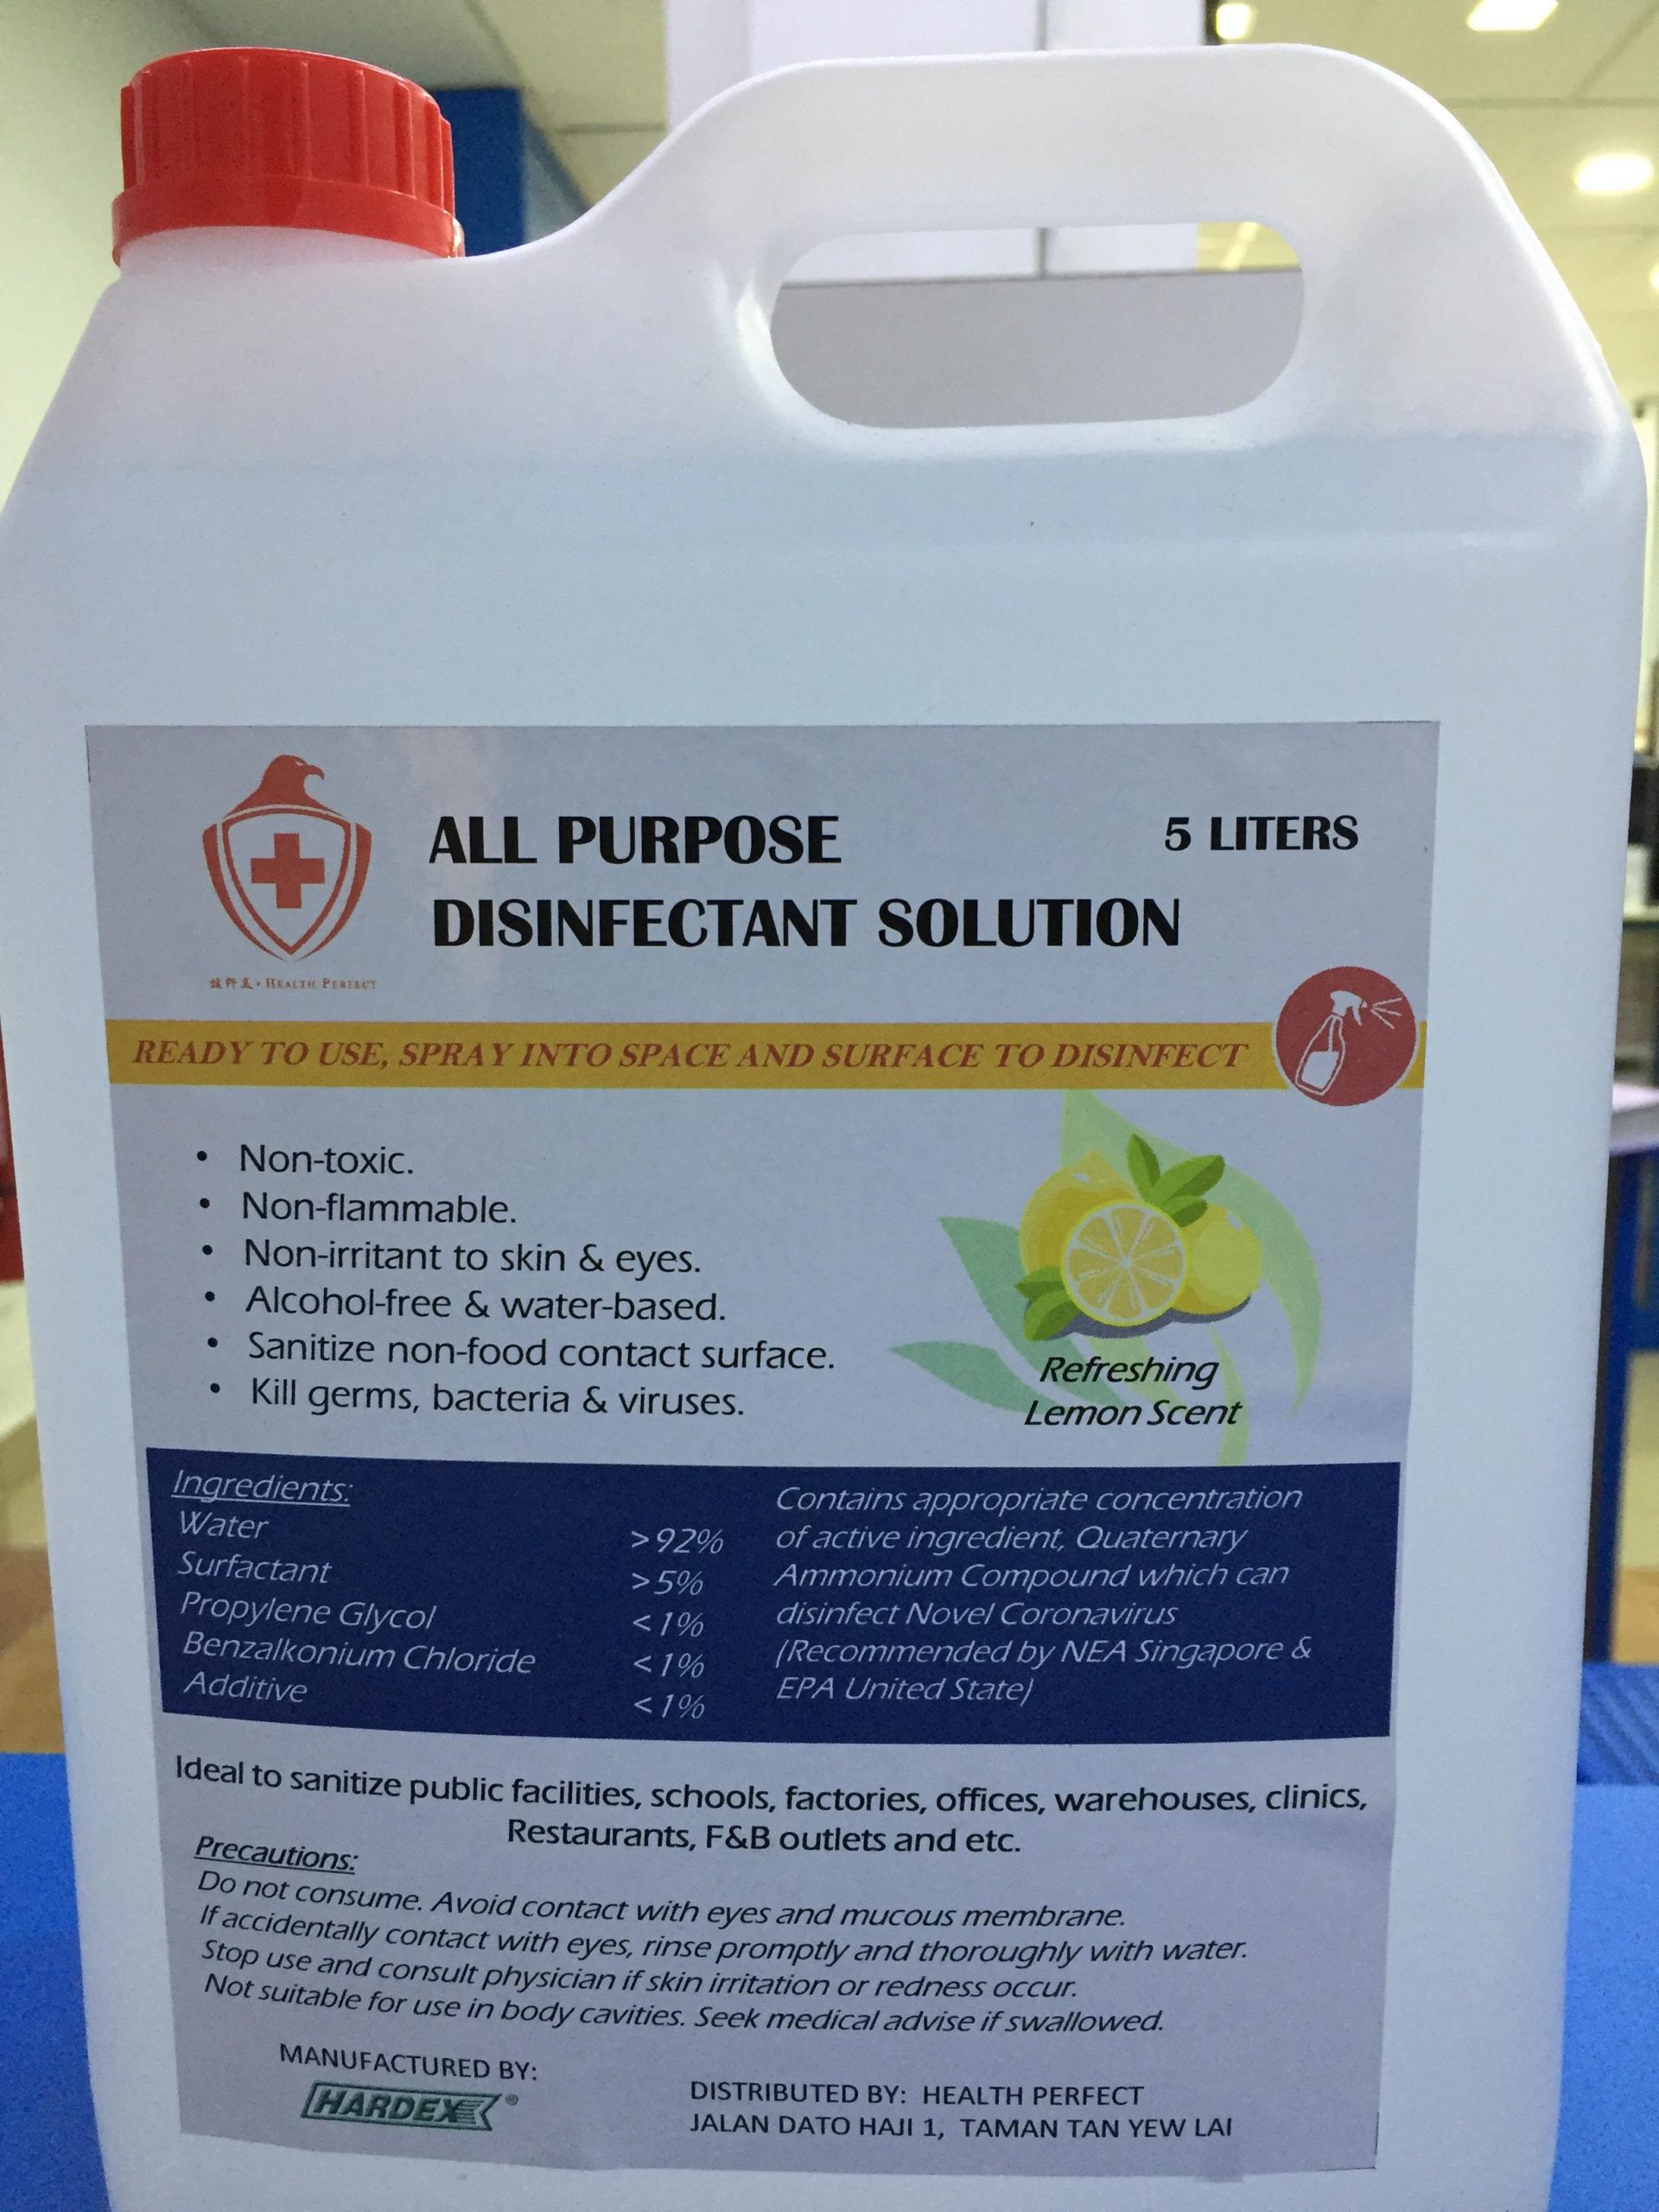 ALL PURPOSE
5 LITERS
DISINFECTANT SOLUTION
健歼美 • HEALTH PERFECT
READY TO USE, SPRAY INTO SPACE AND SURFACE TO DISINFECT
• Non-toxic.
• Non-flammable.
• Non-irritant to skin & eyes.
• Alcohol-free & water-based.
• Sanitize non-food contact surface.
• Kill germs, bacteria & viruses.
Refreshing
Lemon Scent
Ingredients:
Water >92%
Surfactant >5%
Propylene Glycol <1%
Benzalkonium Chloride <1%
Additive <1%
Contains appropriate concentration
of active ingredient, Quaternary
Ammonium Compound which can
disinfect Novel Coronavirus
(Recommended by NEA Singapore &
EPA United State)
Ideal to sanitize public facilities, schools, factories, offices, warehouses, clinics,
Restaurants, F&B outlets and etc.
Precautions:
Do not consume. Avoid contact with eyes and mucous membrane.
If accidentally contact with eyes, rinse promptly and thoroughly with water.
Stop use and consult physician if skin irritation or redness occur.
Not suitable for use in body cavities. Seek medical advise if swallowed.
MANUFACTURED BY:
HARDEX®
DISTRIBUTED BY: HEALTH PERFECT
JALAN DATO HAJI 1, TAMAN TAN YEW LAI